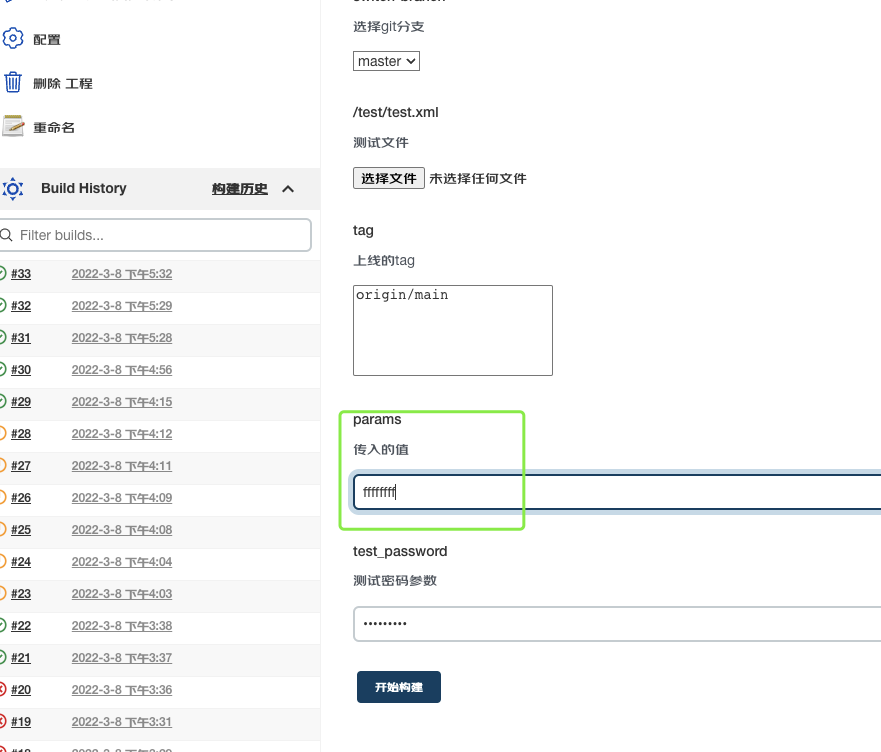 配置
删除 工程
重命名
Build History
构建历史
Filter builds...
#33 2022-3-8 下午5:32
#32 2022-3-8 下午5:29
#31 2022-3-8 下午5:28
#30 2022-3-8 下午4:56
#29 2022-3-8 下午4:15
#28 2022-3-8 下午4:12
#27 2022-3-8 下午4:11
#26 2022-3-8 下午4:09
#25 2022-3-8 下午4:08
#24 2022-3-8 下午4:04
#23 2022-3-8 下午4:03
#22 2022-3-8 下午3:38
#21 2022-3-8 下午3:37
#20 2022-3-8 下午3:36
#19 2022-3-8 下午3:31
选择git分支
master
/test/test.xml
测试文件
选择文件 未选择任何文件
tag
上线的tag
origin/main
params
传入的值
ffffffff
test_password
测试密码参数
•••••••••
开始构建